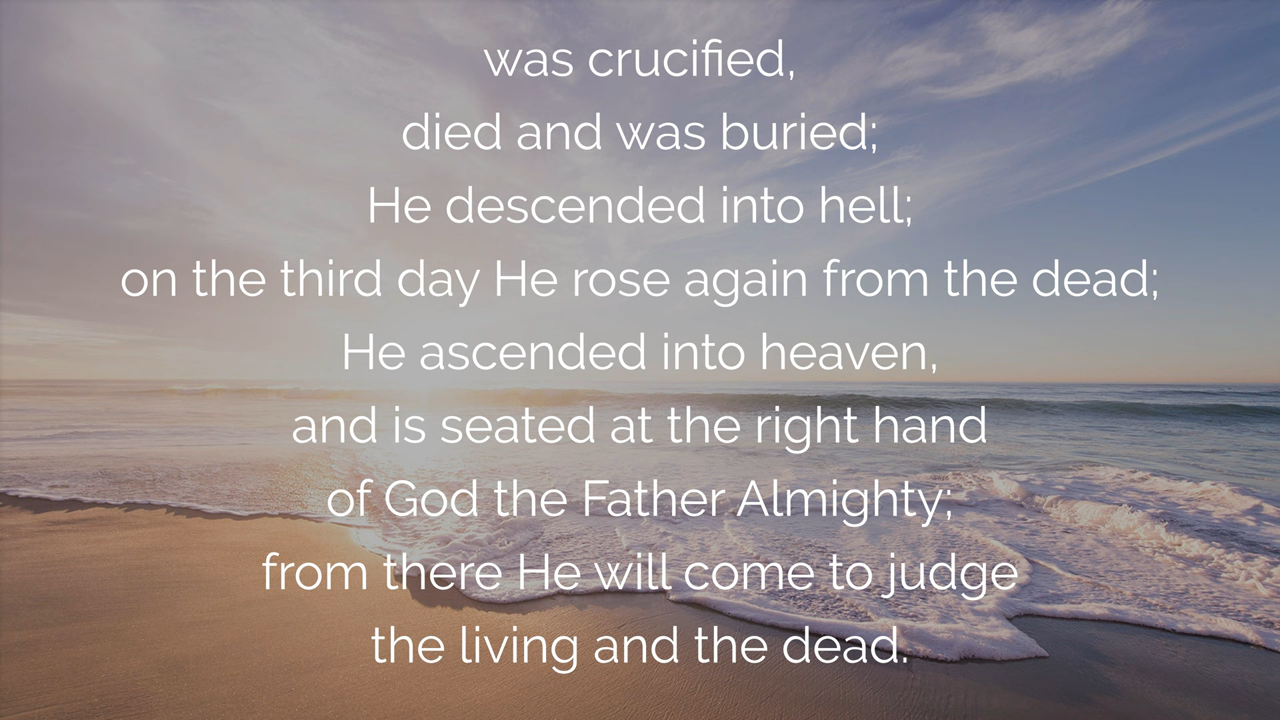 was crucified,
died and was buried;
He descended into hell;
on the third day He rose again from the dead;
He ascended into heaven,
and is seated at the right hand
of God the Father Almighty;
from there He will come to judge
the living and the dead.